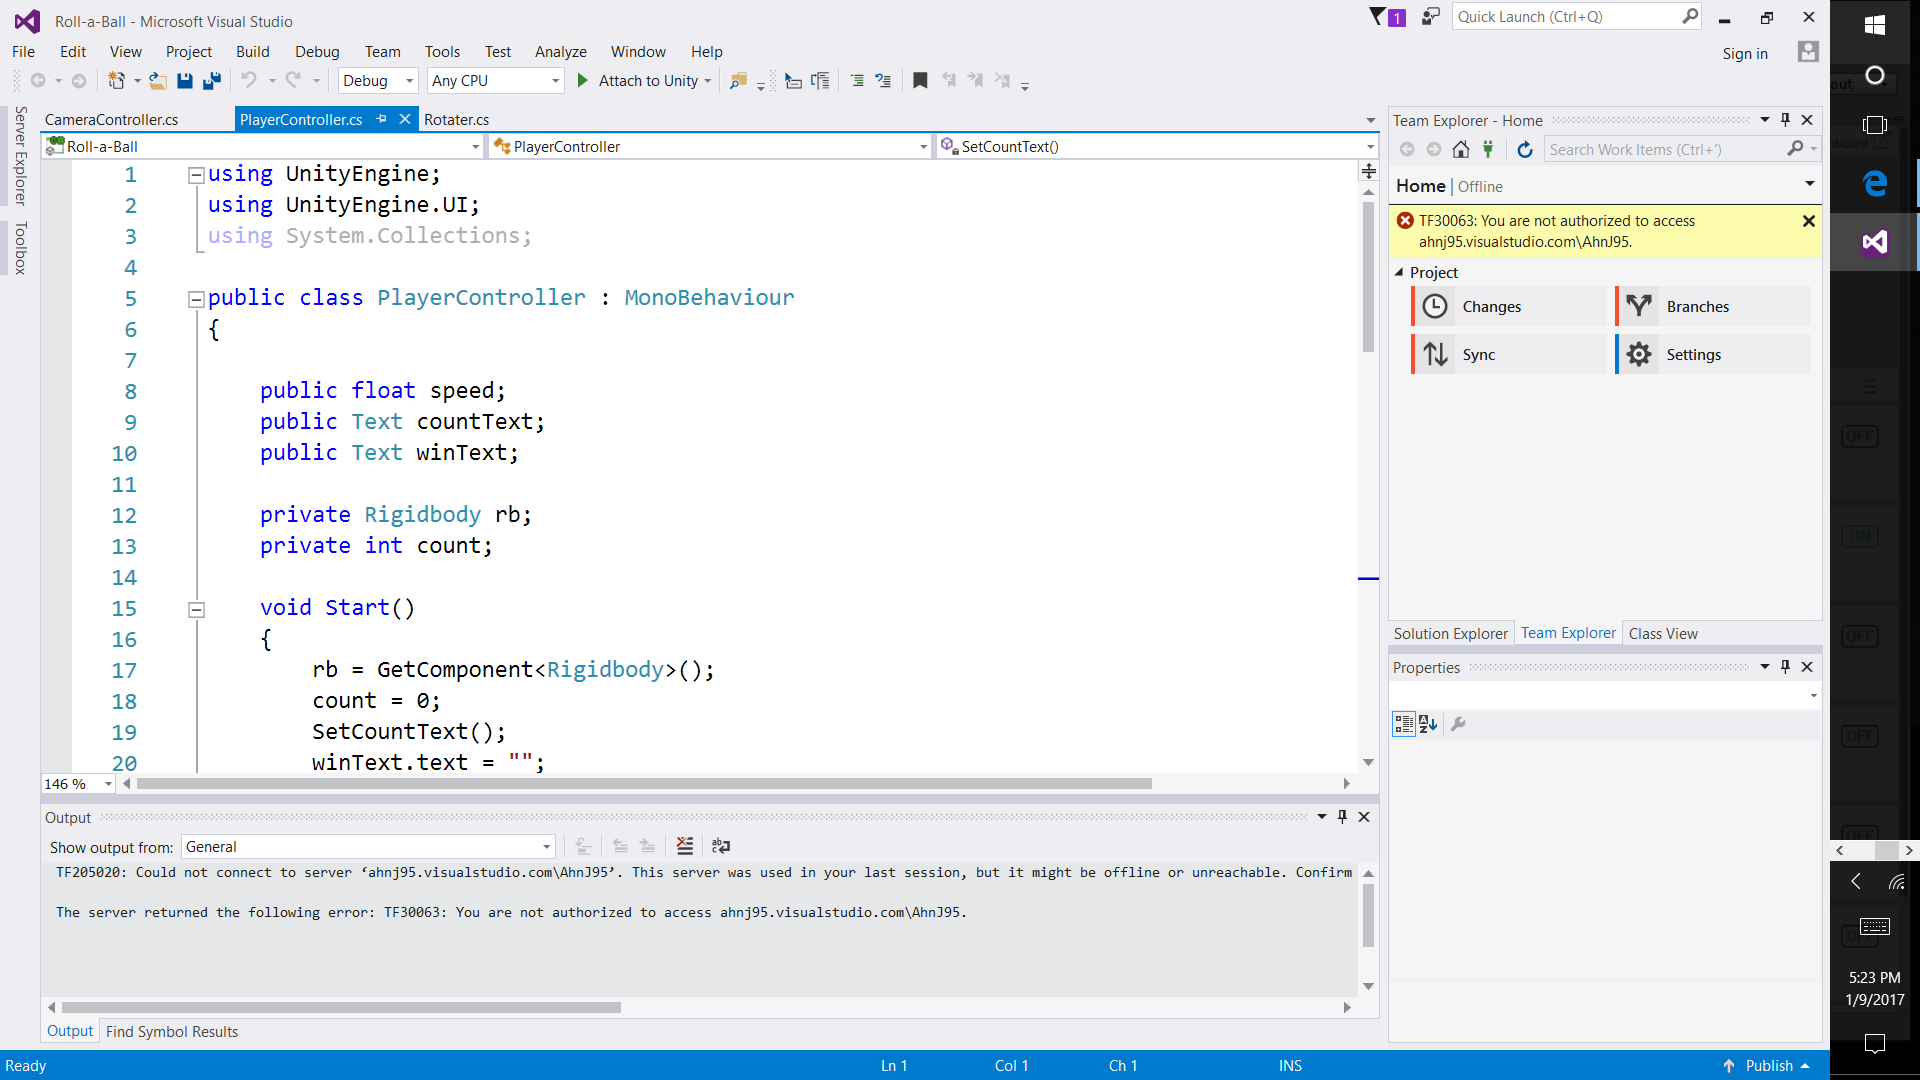 Roll-a-Ball - Microsoft Visual Studio
1
Quick Launch (Ctrl+Q)
File Edit View Project Build Debug Team Tools Test Analyze Window Help
Sign in
Debug Any CPU Attach to Unity
Server Explorer
Toolbox
CameraController.cs PlayerController.cs Rotater.cs
Roll-a-Ball PlayerController SetCountText()
1 using UnityEngine;
2 using UnityEngine.UI;
3 using System.Collections;
4
5 public class PlayerController : MonoBehaviour
6 {
7
8 public float speed;
9 public Text countText;
10 public Text winText;
11
12 private Rigidbody rb;
13 private int count;
14
15 void Start()
16 {
17 rb = GetComponent<Rigidbody>();
18 count = 0;
19 SetCountText();
20 winText.text = "";
146 %
Output
Show output from: General
TF205020: Could not connect to server ‘ahnj95.visualstudio.com\AhnJ95’. This server was used in your last session, but it might be offline or unreachable. Confirm
The server returned the following error: TF30063: You are not authorized to access ahnj95.visualstudio.com\AhnJ95.
Output Find Symbol Results
Team Explorer - Home
Search Work Items (Ctrl+')
Home | Offline
TF30063: You are not authorized to access
ahnj95.visualstudio.com\AhnJ95.
Project
Changes Branches
Sync Settings
Solution Explorer Team Explorer Class View
Properties
Ready Ln 1 Col 1 Ch 1 INS Publish
out
board
OFF
ON
OFF
OFF
OFF
OFF
5:23 PM
1/9/2017